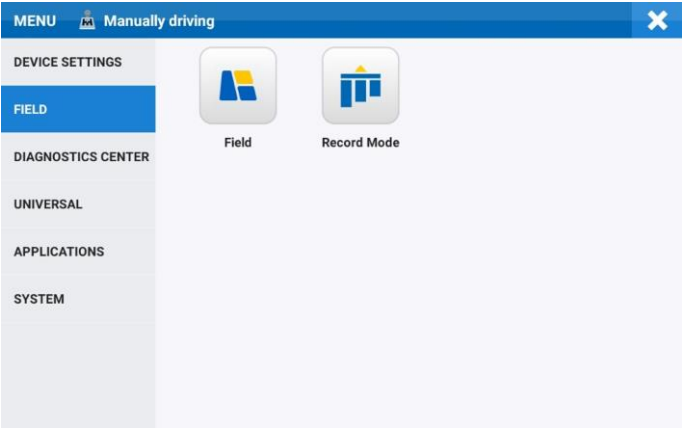 MENU Manually driving
DEVICE SETTINGS
FIELD
DIAGNOSTICS CENTER
UNIVERSAL
APPLICATIONS
SYSTEM
Field
Record Mode